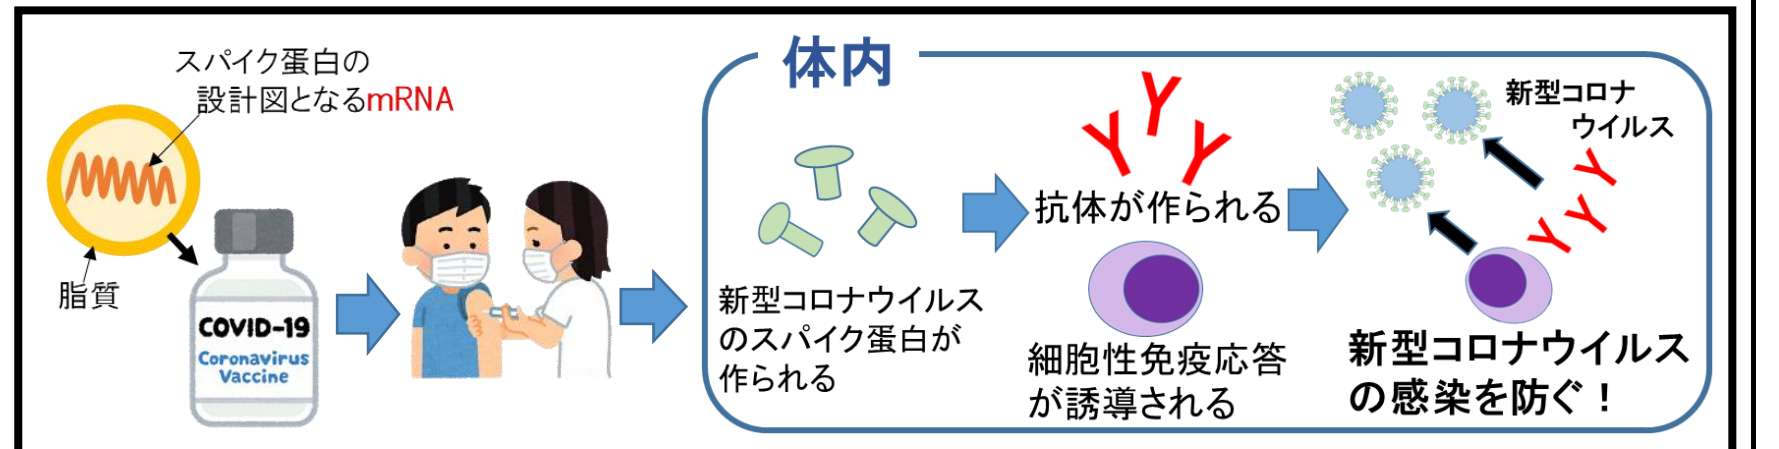 スパイク蛋白の
設計図となるmRNA
脂質
COVID-19
Coronavirus
Vaccine
体内
新型コロナウイルス
のスパイク蛋白が
作られる
抗体が作られる
細胞性免疫応答
が誘導される
新型コロナ
ウイルス
新型コロナウイルス
の感染を防ぐ！